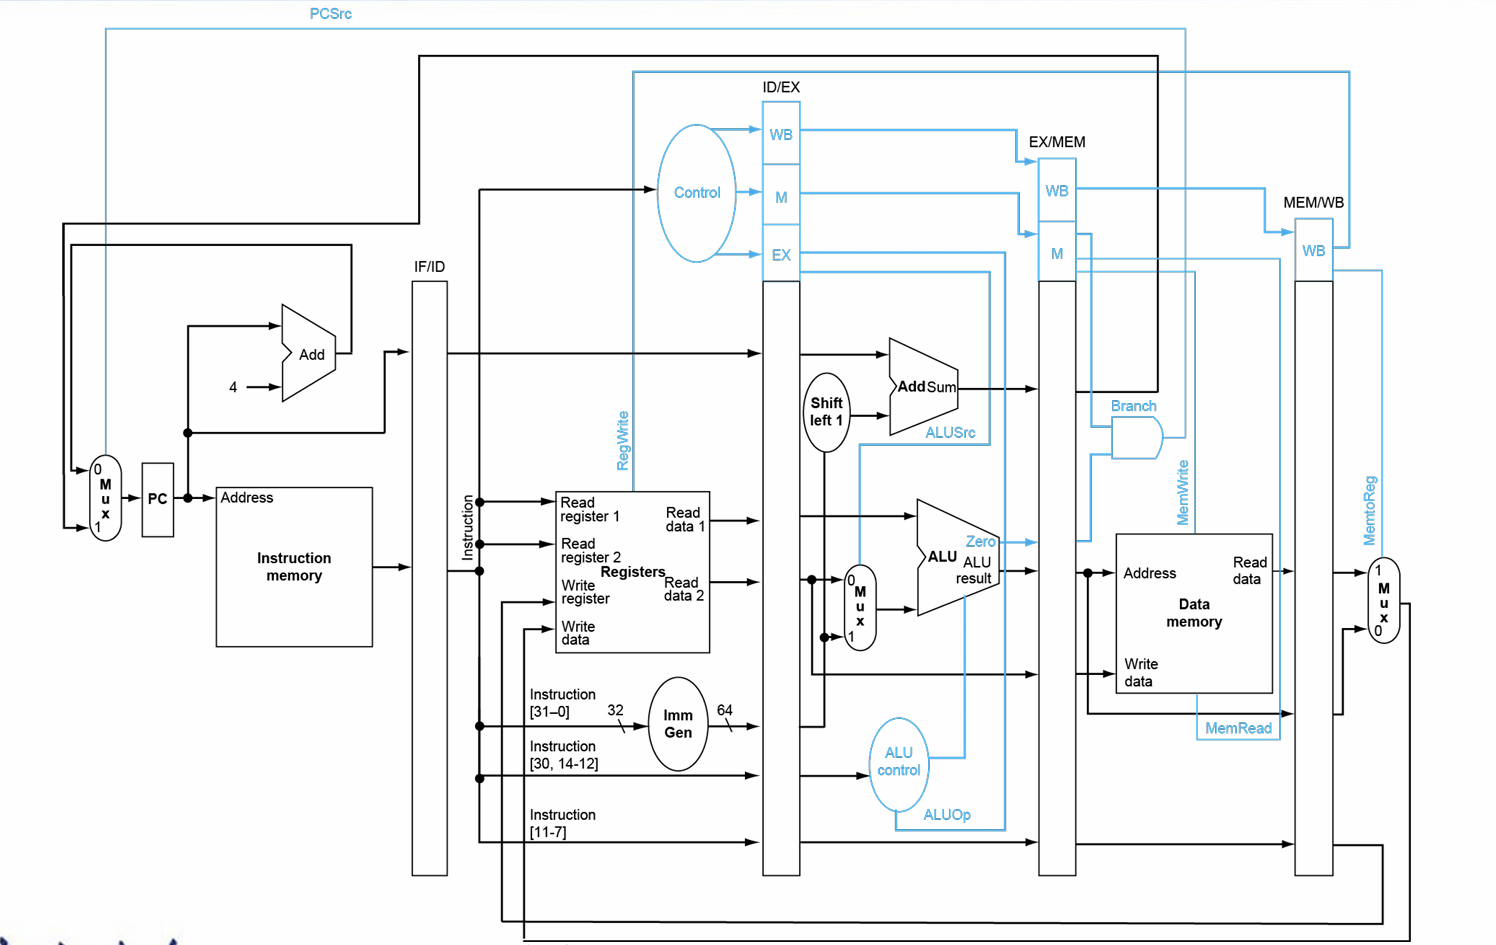 PCSrc
ID/EX
WB
EX/MEM
Control
M
WB
MEM/WB
EX
M
WB
IF/ID
Add
4
Add Sum
Shift
left 1
Branch
RegWrite
ALUSrc
0
Mux
1
PC
Address
Instruction
memory
Instruction
Read
register 1
Read
data 1
Read
register 2
Registers
Write
register
Read
data 2
Write
data
MemWrite
MemtoReg
Zero
ALU
ALU
result
0
Mux
1
Address
Read
data
Data
memory
Write
data
1
Mux
0
Instruction
[31–0]
32
Imm
Gen
64
MemRead
Instruction
[30, 14-12]
ALU
control
Instruction
[11-7]
ALUOp